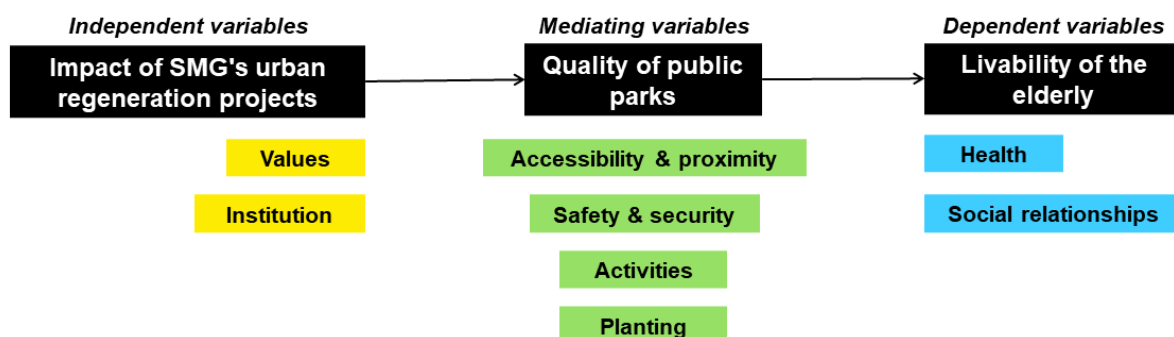 Independent variables
Mediating variables
Dependent variables
Impact of SMG's urban
regeneration projects
Quality of public
parks
Livability of the
elderly
Values
Institution
Accessibility & proximity
Safety & security
Activities
Planting
Health
Social relationships